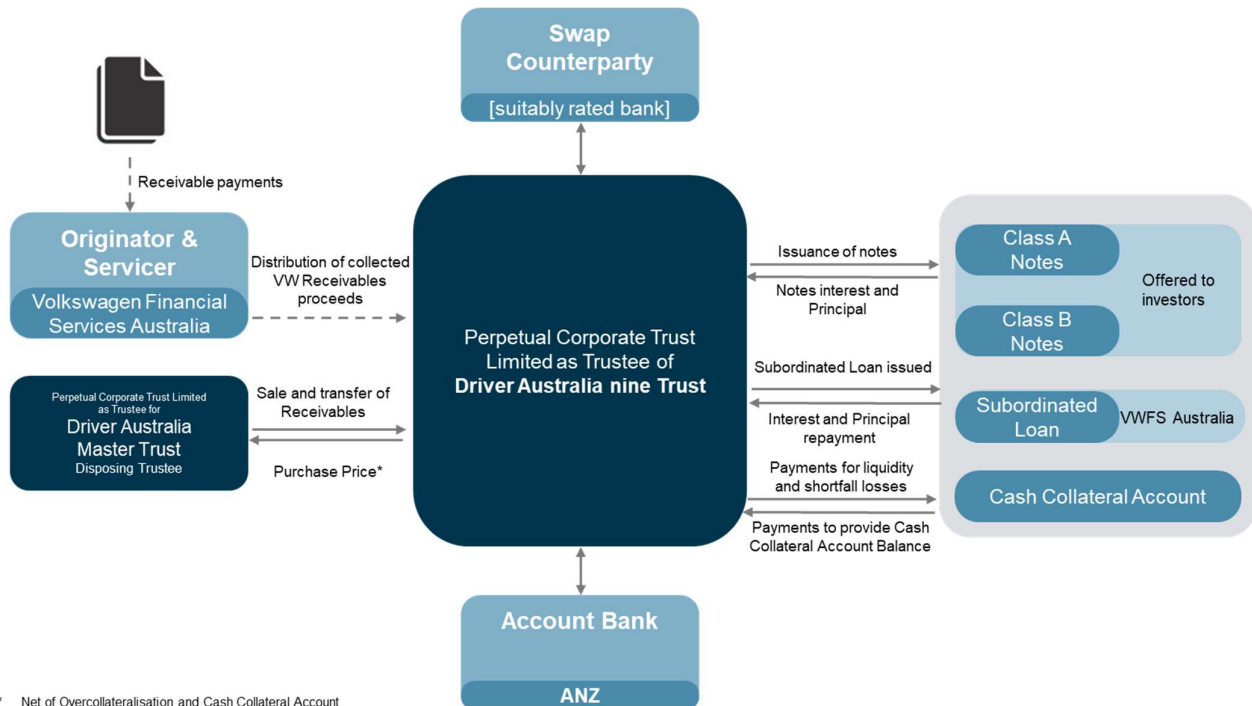 Swap
Counterparty
[suitably rated bank]
Receivable payments
Originator &
Servicer
Volkswagen Financial
Services Australia
Distribution of collected
VW Receivables
proceeds
Perpetual Corporate Trust Limited
as Trustee for
Driver Australia
Master Trust
Disposing Trustee
Sale and transfer of
Receivables
Purchase Price*
Perpetual Corporate Trust
Limited as Trustee of
Driver Australia nine Trust
Issuance of notes
Notes interest and
Principal
Subordinated Loan issued
Interest and Principal
repayment
Payments for liquidity
and shortfall losses
Payments to provide Cash
Collateral Account Balance
Class A
Notes
Class B
Notes
Offered to
investors
Subordinated
Loan
VWFS Australia
Cash Collateral Account
Account Bank
ANZ
* Net of Overcollateralisation and Cash Collateral Account